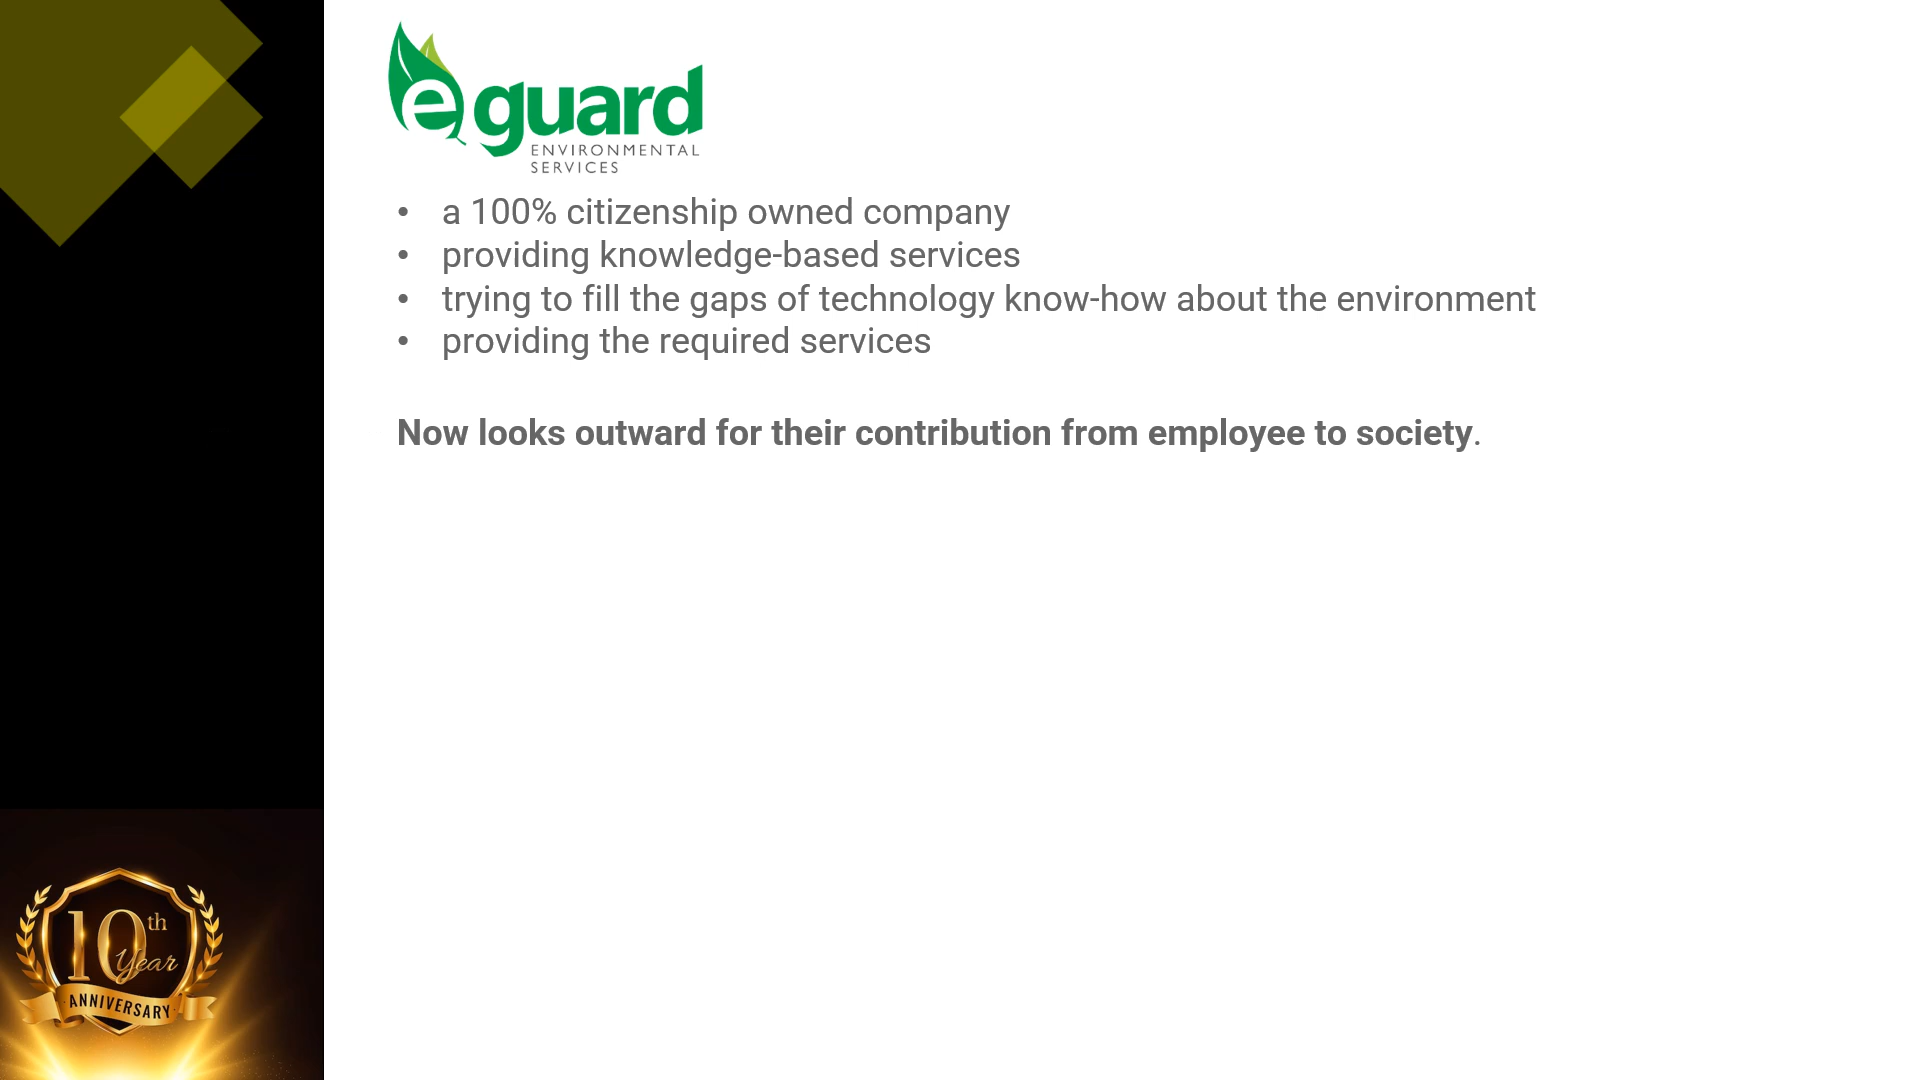 eguard
ENVIRONMENTAL
SERVICES
• a 100% citizenship owned company
• providing knowledge-based services
• trying to fill the gaps of technology know-how about the environment
• providing the required services
Now looks outward for their contribution from employee to society.
10th
Year
ANNIVERSARY